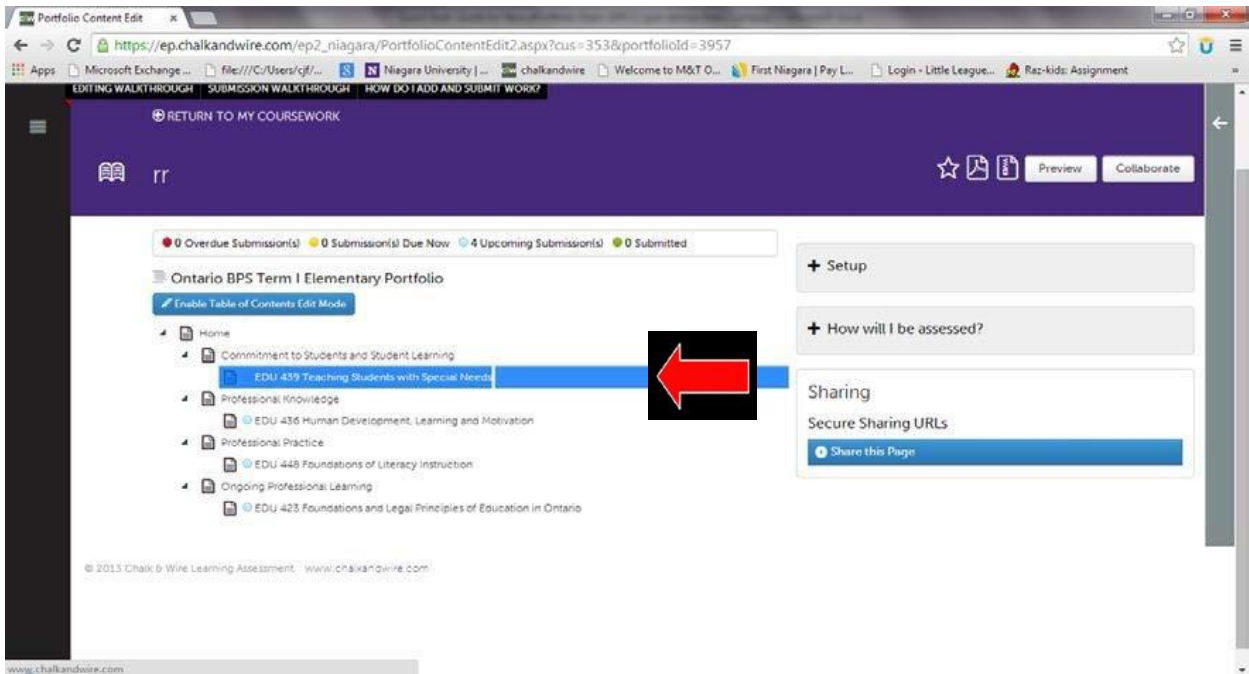 Portfolio Content Edit
https://ep.chalkandwire.com/ep2_niagara/PortfolioContentEdit2.aspx?cus=353&portfolioId=3957
Apps Microsoft Exchange ... file:///C:/Users/cjf/... Niagara University | ... chalkandwire Welcome to M&T O... First Niagara | Pay L... Login - Little League... Raz-kids: Assignment
EDITING WALKTHROUGH SUBMISSION WALKTHROUGH HOW DO I ADD AND SUBMIT WORK?
RETURN TO MY COURSEWORK
rr
Preview Collaborate
0 Overdue Submission(s) 0 Submission(s) Due Now 4 Upcoming Submission(s) 0 Submitted
Ontario BPS Term I Elementary Portfolio
Enable Table of Contents Edit Mode
Home
Commitment to Students and Student Learning
EDU 439 Teaching Students with Special Needs
Professional Knowledge
EDU 436 Human Development, Learning and Motivation
Professional Practice
EDU 448 Foundations of Literacy Instruction
Ongoing Professional Learning
EDU 423 Foundations and Legal Principles of Education in Ontario
+ Setup
+ How will I be assessed?
Sharing
Secure Sharing URLs
Share this Page
© 2013 Chalk & Wire Learning Assessment www.chalkandwire.com
www.chalkandwire.com